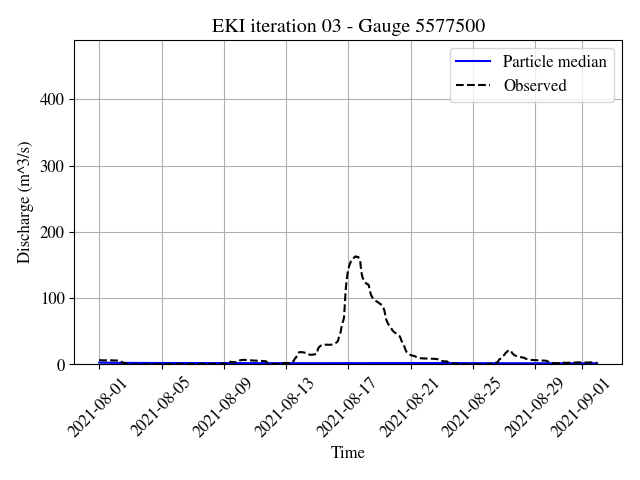 EKI iteration 03 - Gauge 5577500
Particle median
Observed
Discharge (m^3/s)
400
300
200
100
0
2021-08-01
2021-08-05
2021-08-09
2021-08-13
2021-08-17
2021-08-21
2021-08-25
2021-08-29
2021-09-01
Time